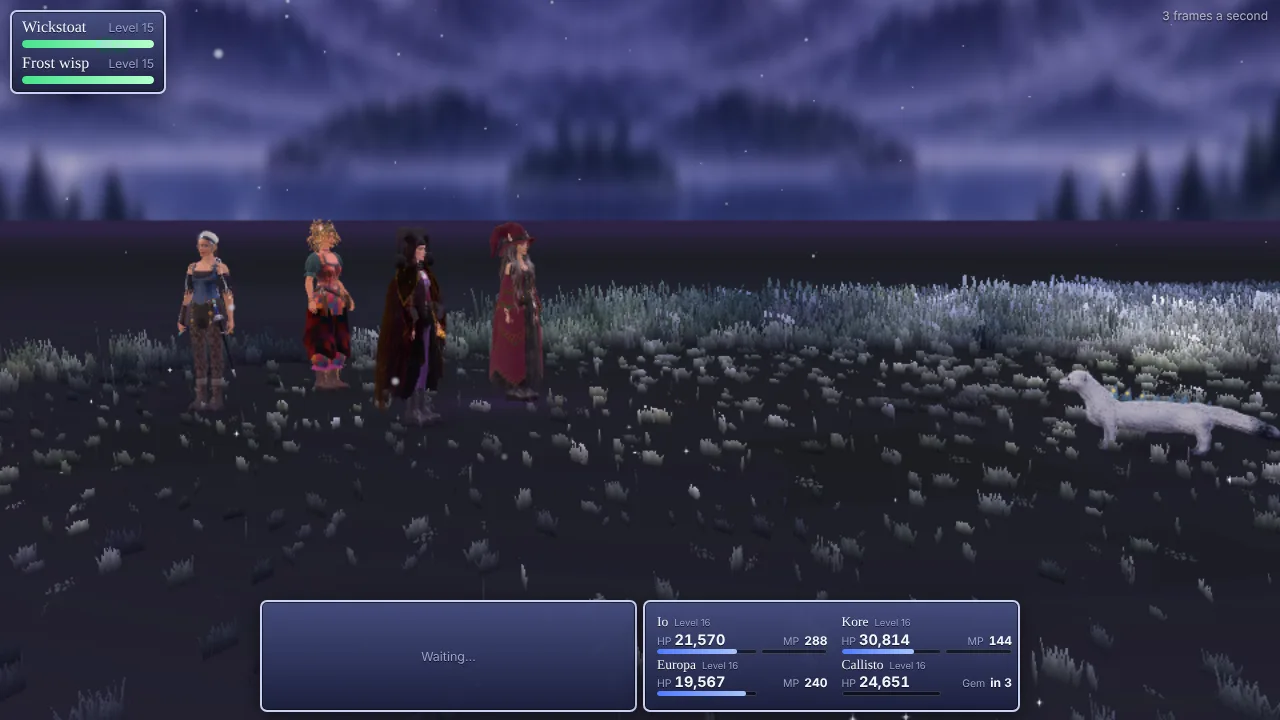 Wickstoat Level 15
Frost wisp Level 15
3 frames a second
Waiting...
Io Level 16
HP 21,570 MP 288
Kore Level 16
HP 30,814 MP 144
Europa Level 16
HP 19,567 MP 240
Callisto Level 16
HP 24,651 Gem in 3